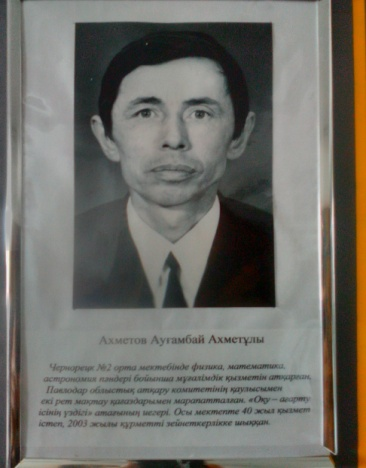 Ахметов Ауғамбай Ахметұлы
Чернорецк №2 орта мектебінде физика, математика,
астрономия пәндері бойынша мұғалімдік қызметін атқарған.
Павлодар облыстық атқару комитетінің қаулысымен
екі рет мақтау қағаздарымен марапатталған. «Оқу – ағарту
ісінің үздігі» атағының иегері. Осы мектепте 40 жыл қызмет
істеп, 2003 жылы құрметті зейнеткерлікке шыққан.